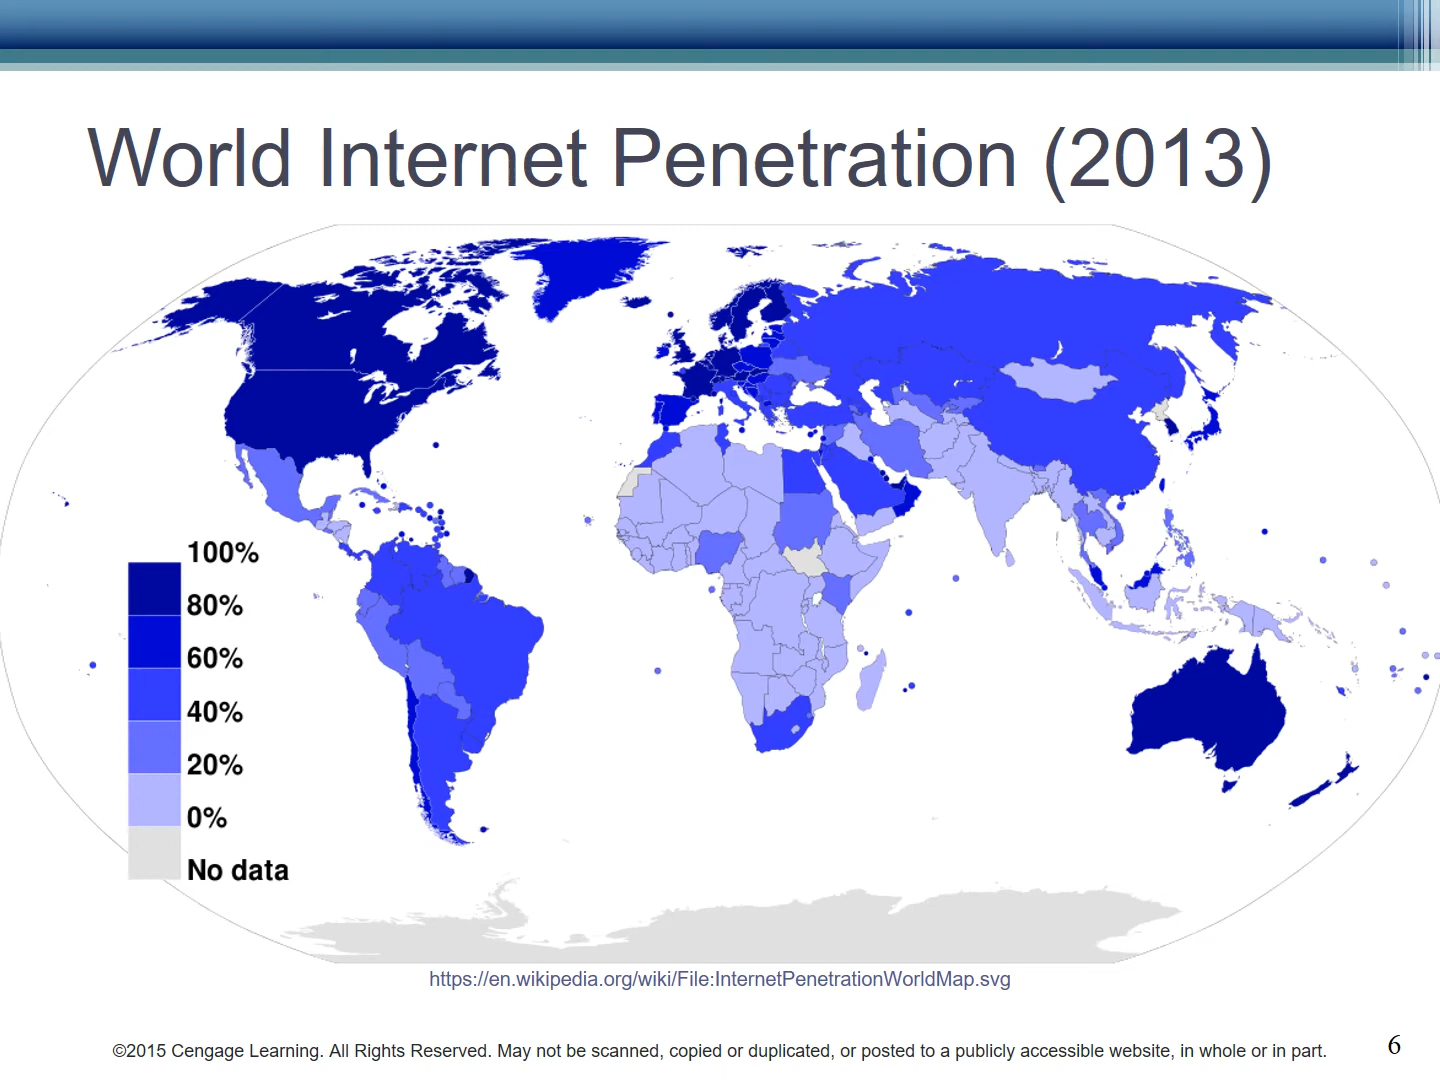 World Internet Penetration (2013)
100%
80%
60%
40%
20%
0%
No data
https://en.wikipedia.org/wiki/File:InternetPenetrationWorldMap.svg
©2015 Cengage Learning. All Rights Reserved. May not be scanned, copied or duplicated, or posted to a publicly accessible website, in whole or in part.
6